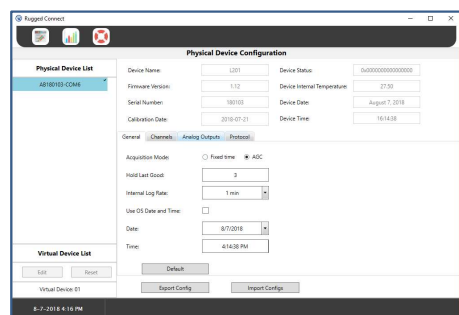 Rugged Connect
Physical Device Configuration
Physical Device List
AB180103-COM6
Device Name: L201 Device Status: 0x0000000000000000
Firmware Version: 1.12 Device Internal Temperature: 27.50
Serial Number: 180103 Device Date: August 7, 2018
Calibration Date: 2018-07-21 Device Time: 16:14:38
General Channels Analog Outputs Protocol
Acquisition Mode: Fixed time AGC
Hold Last Good: 3
Internal Log Rate: 1 min
Use OS Date and Time:
Date: 8/7/2018
Time: 4:14:38 PM
Default
Virtual Device List
Edit Reset
Virtual Device: 01
Export Config Import Configs
8-7-2018 4:16 PM